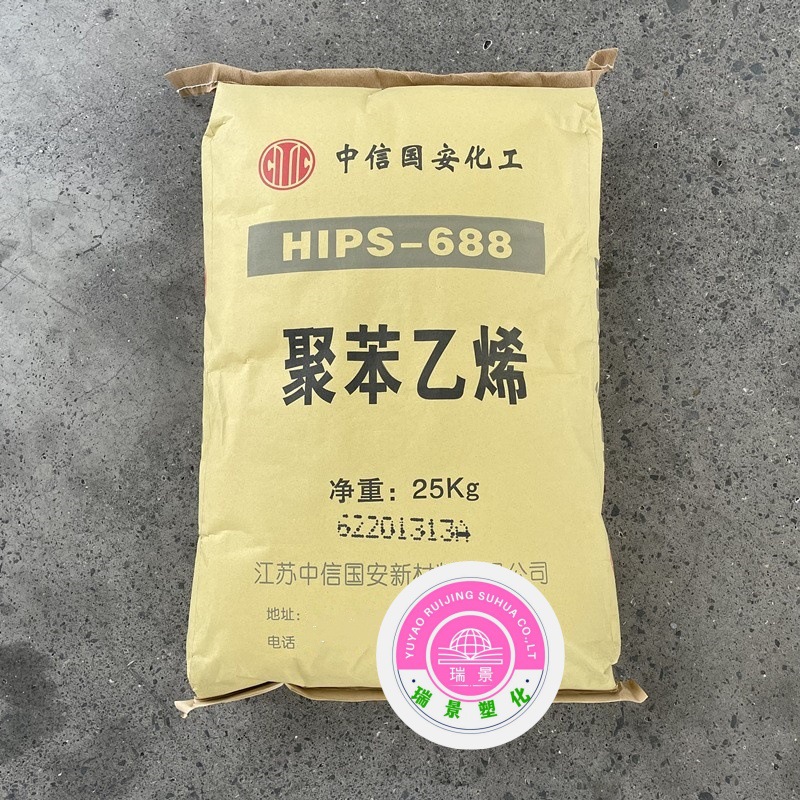 CITIC 中信国安化工
HIPS-688
聚苯乙烯
净重：25Kg
62201313A
江苏中信国安新材 公司
地址：
电话
YUYAO RUIJING SUHUA CO.,LT
瑞景
·瑞景塑化·